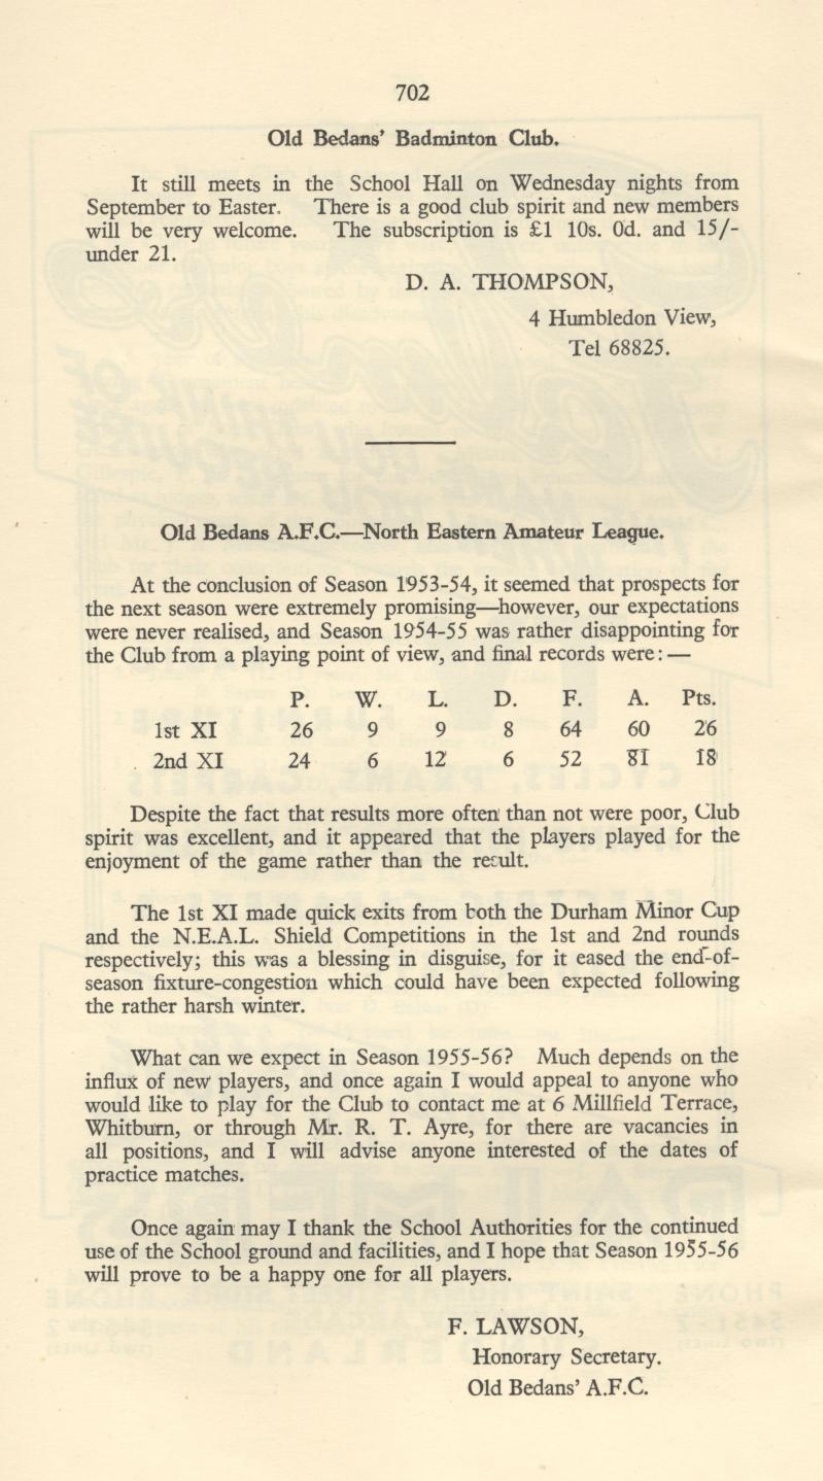 702
Old Bedans' Badminton Club.
It still meets in the School Hall on Wednesday nights from
September to Easter. There is a good club spirit and new members
will be very welcome. The subscription is £1 10s. 0d. and 15/-
under 21.
D. A. THOMPSON,
4 Humbledon View,
Tel 68825.
Old Bedans A.F.C.—North Eastern Amateur League.
At the conclusion of Season 1953-54, it seemed that prospects for
the next season were extremely promising—however, our expectations
were never realised, and Season 1954-55 was rather disappointing for
the Club from a playing point of view, and final records were: —
P. W. L. D. F. A. Pts.
1st XI 26 9 9 8 64 60 26
2nd XI 24 6 12 6 52 81 18
Despite the fact that results more often than not were poor, Club
spirit was excellent, and it appeared that the players played for the
enjoyment of the game rather than the result.
The 1st XI made quick exits from both the Durham Minor Cup
and the N.E.A.L. Shield Competitions in the 1st and 2nd rounds
respectively; this was a blessing in disguise, for it eased the end-of-
season fixture-congestion which could have been expected following
the rather harsh winter.
What can we expect in Season 1955-56? Much depends on the
influx of new players, and once again I would appeal to anyone who
would like to play for the Club to contact me at 6 Millfield Terrace,
Whitburn, or through Mr. R. T. Ayre, for there are vacancies in
all positions, and I will advise anyone interested of the dates of
practice matches.
Once again may I thank the School Authorities for the continued
use of the School ground and facilities, and I hope that Season 1955-56
will prove to be a happy one for all players.
F. LAWSON,
Honorary Secretary.
Old Bedans' A.F.C.